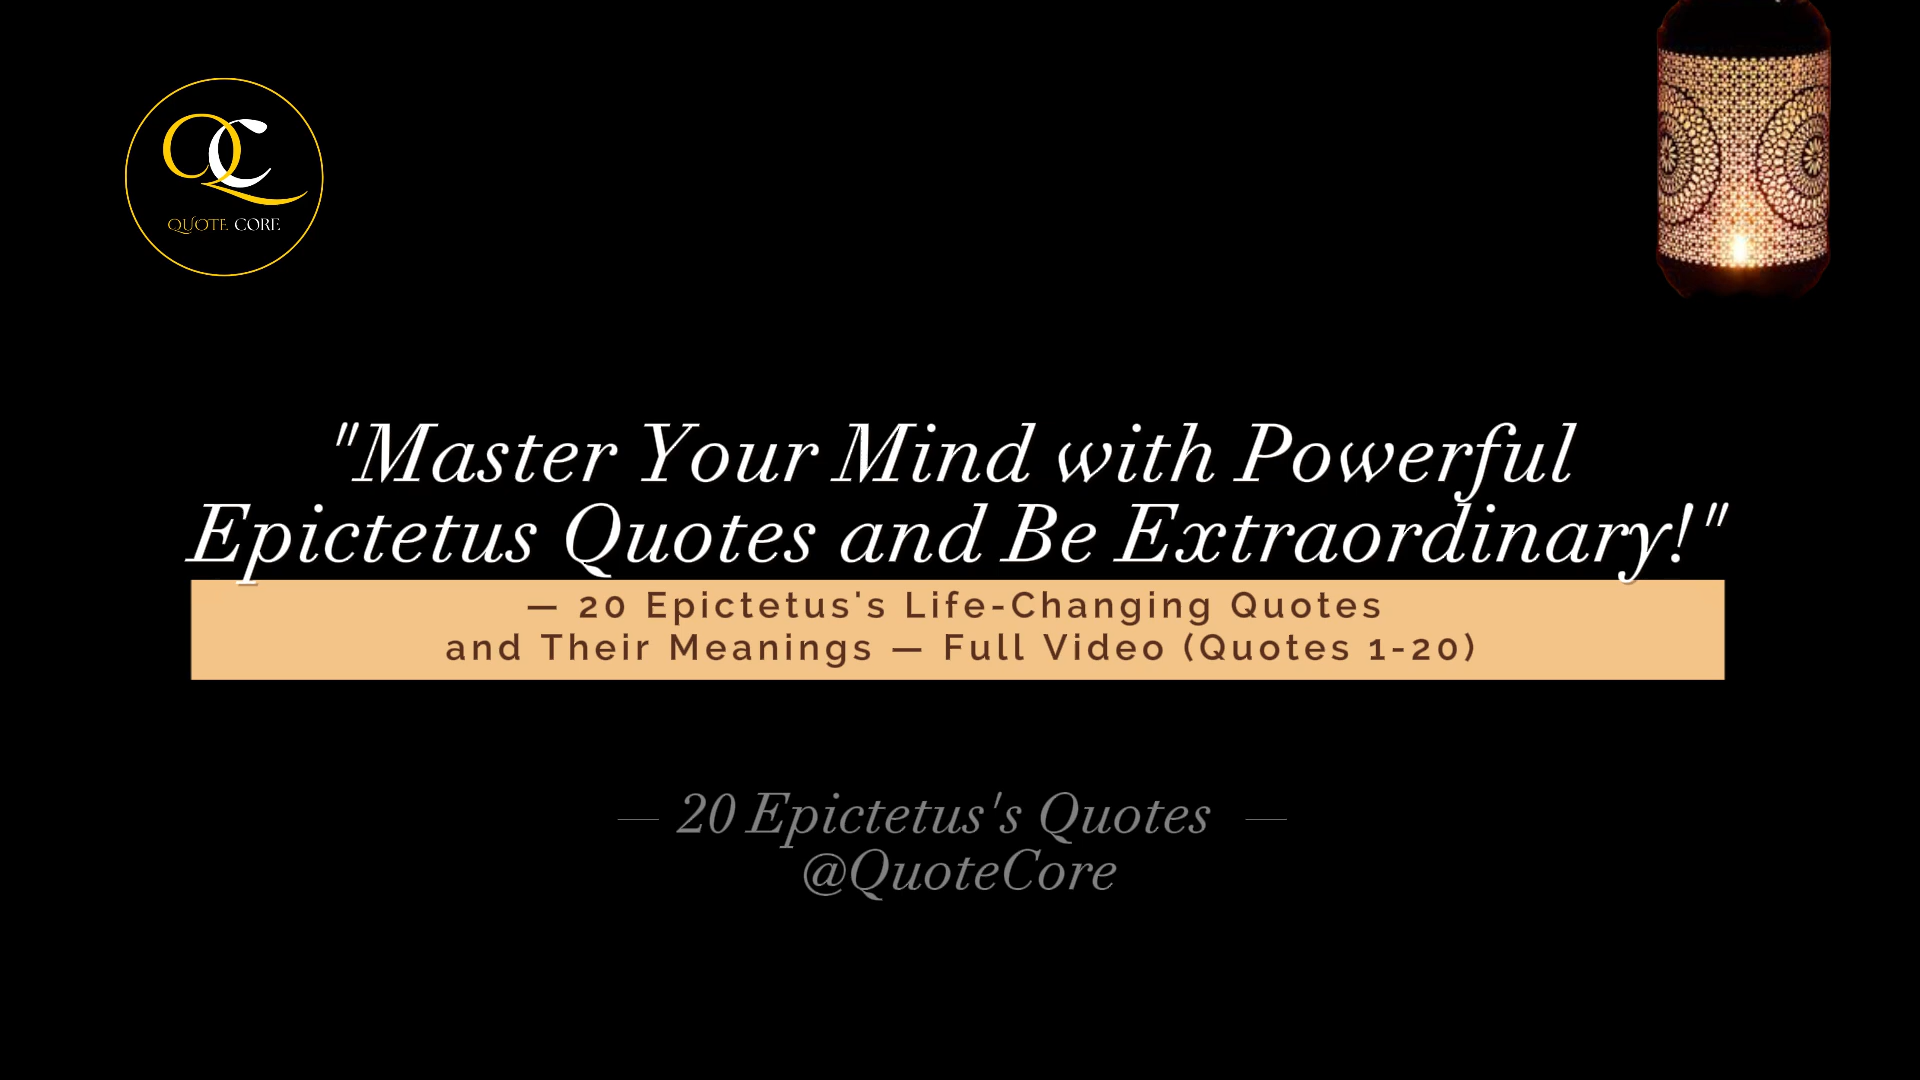 QC
QUOTE CORE
"Master Your Mind with Powerful
Epictetus Quotes and Be Extraordinary!"
— 20 Epictetus's Life-Changing Quotes
and Their Meanings — Full Video (Quotes 1-20)
— 20 Epictetus's Quotes —
@QuoteCore